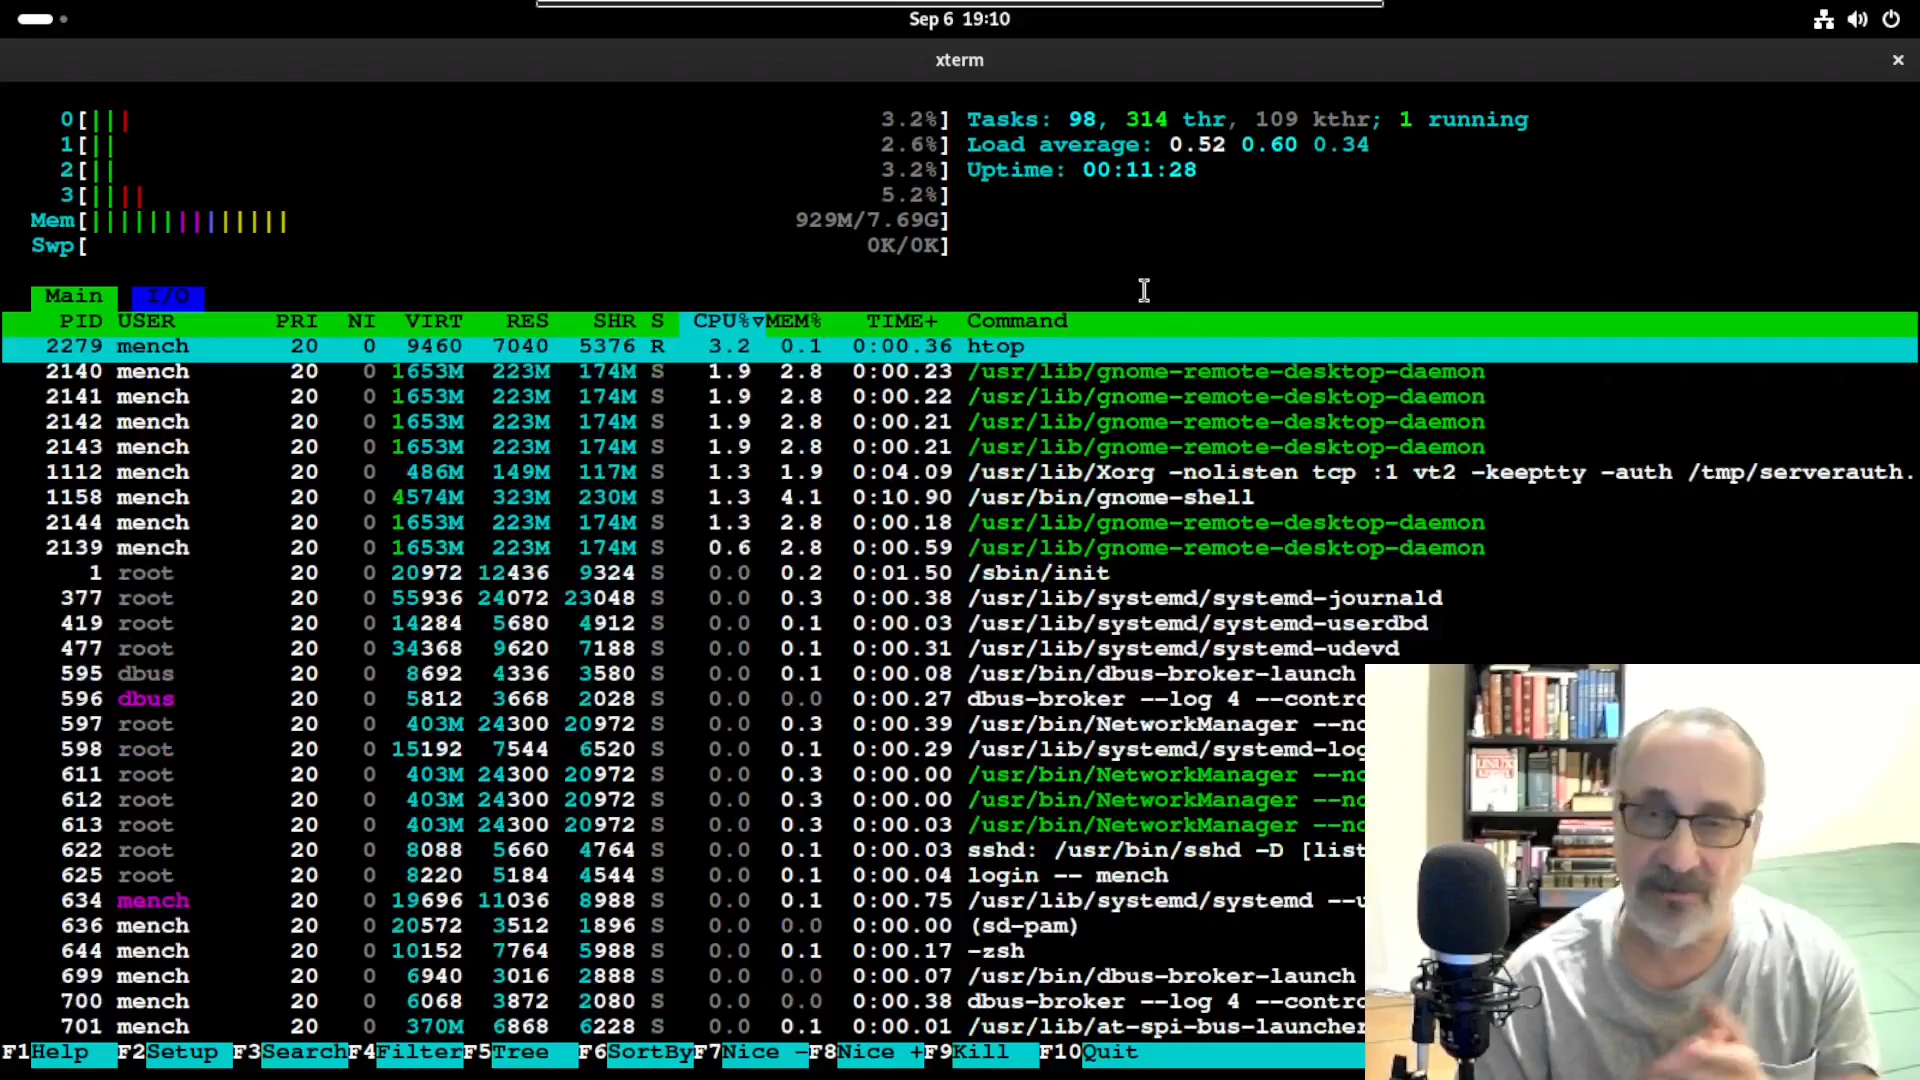 Sep 6 19:10
xterm
0[||| 3.2%] Tasks: 98, 314 thr, 109 kthr; 1 running
1[|| 2.6%] Load average: 0.52 0.60 0.34
2[|| 3.2%] Uptime: 00:11:28
3[|||| 5.2%]
Mem[|||||||||||||| 929M/7.69G]
Swp[ 0K/0K]
Main I/O
PID USER PRI NI VIRT RES SHR S CPU%▽MEM% TIME+ Command
2279 mench 20 0 9460 7040 5376 R 3.2 0.1 0:00.36 htop
2140 mench 20 0 1653M 223M 174M S 1.9 2.8 0:00.23 /usr/lib/gnome-remote-desktop-daemon
2141 mench 20 0 1653M 223M 174M S 1.9 2.8 0:00.22 /usr/lib/gnome-remote-desktop-daemon
2142 mench 20 0 1653M 223M 174M S 1.9 2.8 0:00.21 /usr/lib/gnome-remote-desktop-daemon
2143 mench 20 0 1653M 223M 174M S 1.9 2.8 0:00.21 /usr/lib/gnome-remote-desktop-daemon
1112 mench 20 0 486M 149M 117M S 1.3 1.9 0:04.09 /usr/lib/Xorg -nolisten tcp :1 vt2 -keeptty -auth /tmp/serverauth.
1158 mench 20 0 4574M 323M 230M S 1.3 4.1 0:10.90 /usr/bin/gnome-shell
2144 mench 20 0 1653M 223M 174M S 1.3 2.8 0:00.18 /usr/lib/gnome-remote-desktop-daemon
2139 mench 20 0 1653M 223M 174M S 0.6 2.8 0:00.59 /usr/lib/gnome-remote-desktop-daemon
1 root 20 0 20972 12436 9324 S 0.0 0.2 0:01.50 /sbin/init
377 root 20 0 55936 24072 23048 S 0.0 0.3 0:00.38 /usr/lib/systemd/systemd-journald
419 root 20 0 14284 5680 4912 S 0.0 0.1 0:00.03 /usr/lib/systemd/systemd-userdbd
477 root 20 0 34368 9620 7188 S 0.0 0.1 0:00.31 /usr/lib/systemd/systemd-udevd
595 dbus 20 0 8692 4336 3580 S 0.0 0.1 0:00.08 /usr/bin/dbus-broker-launch
596 dbus 20 0 5812 3668 2028 S 0.0 0.0 0:00.27 dbus-broker --log 4 --contro
597 root 20 0 403M 24300 20972 S 0.0 0.3 0:00.39 /usr/bin/NetworkManager --no
598 root 20 0 15192 7544 6520 S 0.0 0.1 0:00.29 /usr/lib/systemd/systemd-log
611 root 20 0 403M 24300 20972 S 0.0 0.3 0:00.00 /usr/bin/NetworkManager --no
612 root 20 0 403M 24300 20972 S 0.0 0.3 0:00.00 /usr/bin/NetworkManager --no
613 root 20 0 403M 24300 20972 S 0.0 0.3 0:00.03 /usr/bin/NetworkManager --no
622 root 20 0 8088 5660 4764 S 0.0 0.1 0:00.03 sshd: /usr/bin/sshd -D [list
625 root 20 0 8220 5184 4544 S 0.0 0.1 0:00.04 login -- mench
634 mench 20 0 19696 11036 8988 S 0.0 0.1 0:00.75 /usr/lib/systemd/systemd --u
636 mench 20 0 20572 3512 1896 S 0.0 0.0 0:00.00 (sd-pam)
644 mench 20 0 10152 7764 5988 S 0.0 0.1 0:00.17 -zsh
699 mench 20 0 6940 3016 2888 S 0.0 0.0 0:00.07 /usr/bin/dbus-broker-launch
700 mench 20 0 6068 3872 2080 S 0.0 0.0 0:00.38 dbus-broker --log 4 --contro
701 mench 20 0 370M 6868 6228 S 0.0 0.1 0:00.01 /usr/lib/at-spi-bus-launcher
F1Help F2Setup F3SearchF4FilterF5Tree F6SortByF7Nice -F8Nice +F9Kill F10Quit
LINUX